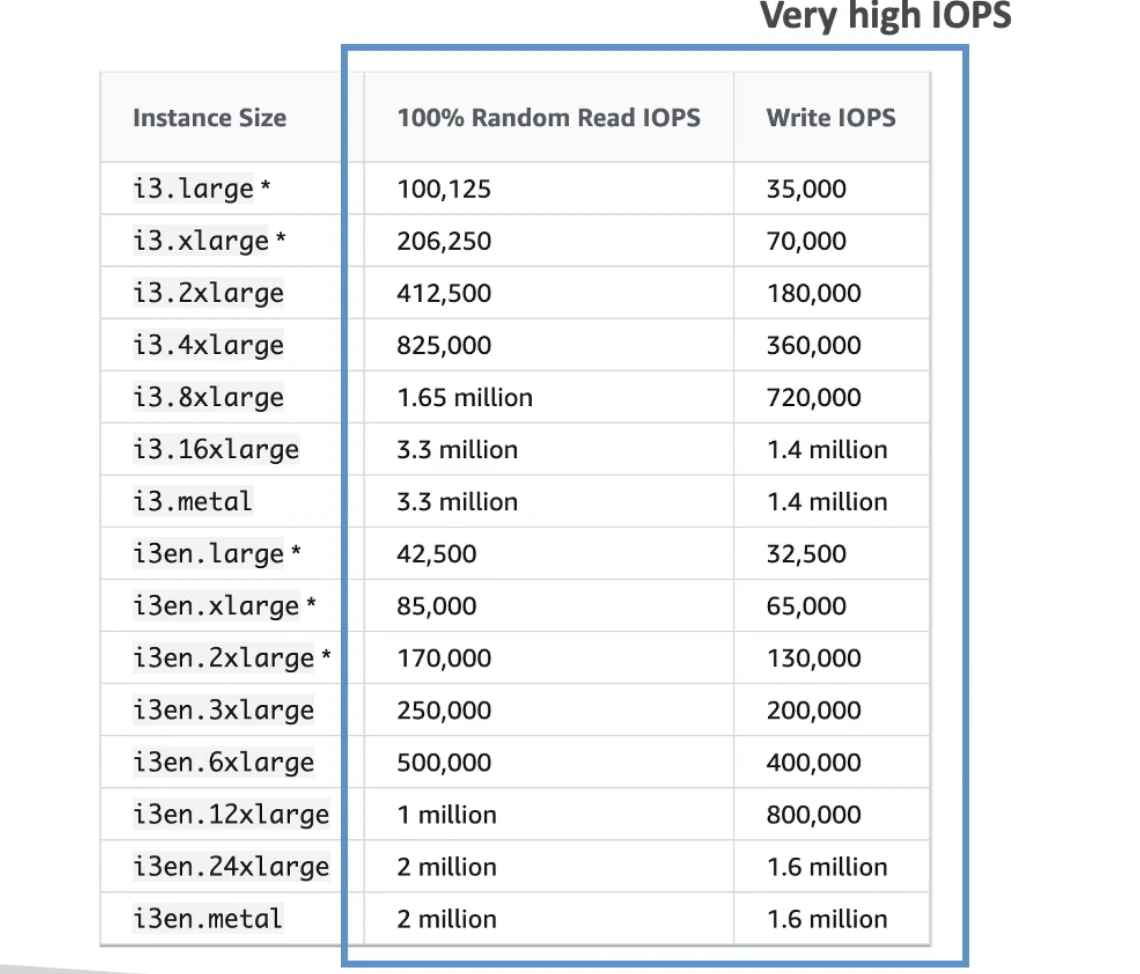 Very high IOPS
Instance Size 100% Random Read IOPS Write IOPS
i3.large * 100,125 35,000
i3.xlarge * 206,250 70,000
i3.2xlarge 412,500 180,000
i3.4xlarge 825,000 360,000
i3.8xlarge 1.65 million 720,000
i3.16xlarge 3.3 million 1.4 million
i3.metal 3.3 million 1.4 million
i3en.large * 42,500 32,500
i3en.xlarge * 85,000 65,000
i3en.2xlarge * 170,000 130,000
i3en.3xlarge 250,000 200,000
i3en.6xlarge 500,000 400,000
i3en.12xlarge 1 million 800,000
i3en.24xlarge 2 million 1.6 million
i3en.metal 2 million 1.6 million